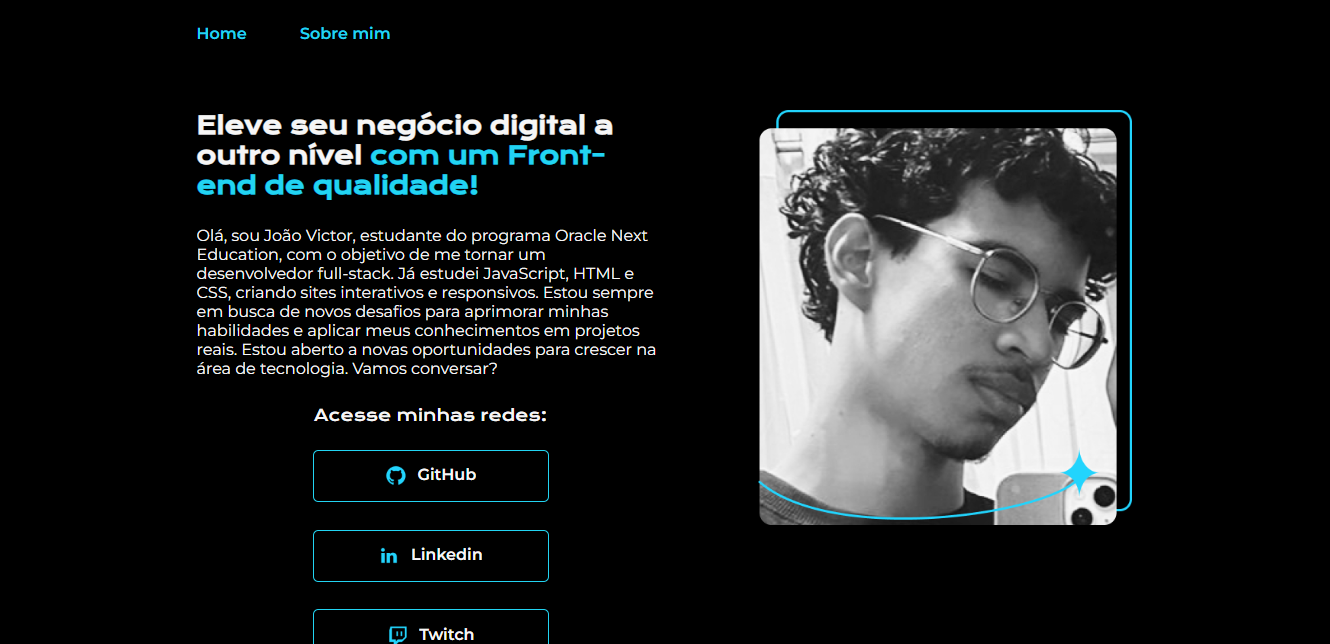 Home
Sobre mim
Eleve seu negócio digital a
outro nível com um Front-
end de qualidade!
Olá, sou João Victor, estudante do programa Oracle Next
Education, com o objetivo de me tornar um
desenvolvedor full-stack. Já estudei JavaScript, HTML e
CSS, criando sites interativos e responsivos. Estou sempre
em busca de novos desafios para aprimorar minhas
habilidades e aplicar meus conhecimentos em projetos
reais. Estou aberto a novas oportunidades para crescer na
área de tecnologia. Vamos conversar?
Acesse minhas redes:
GitHub
Linkedin
Twitch